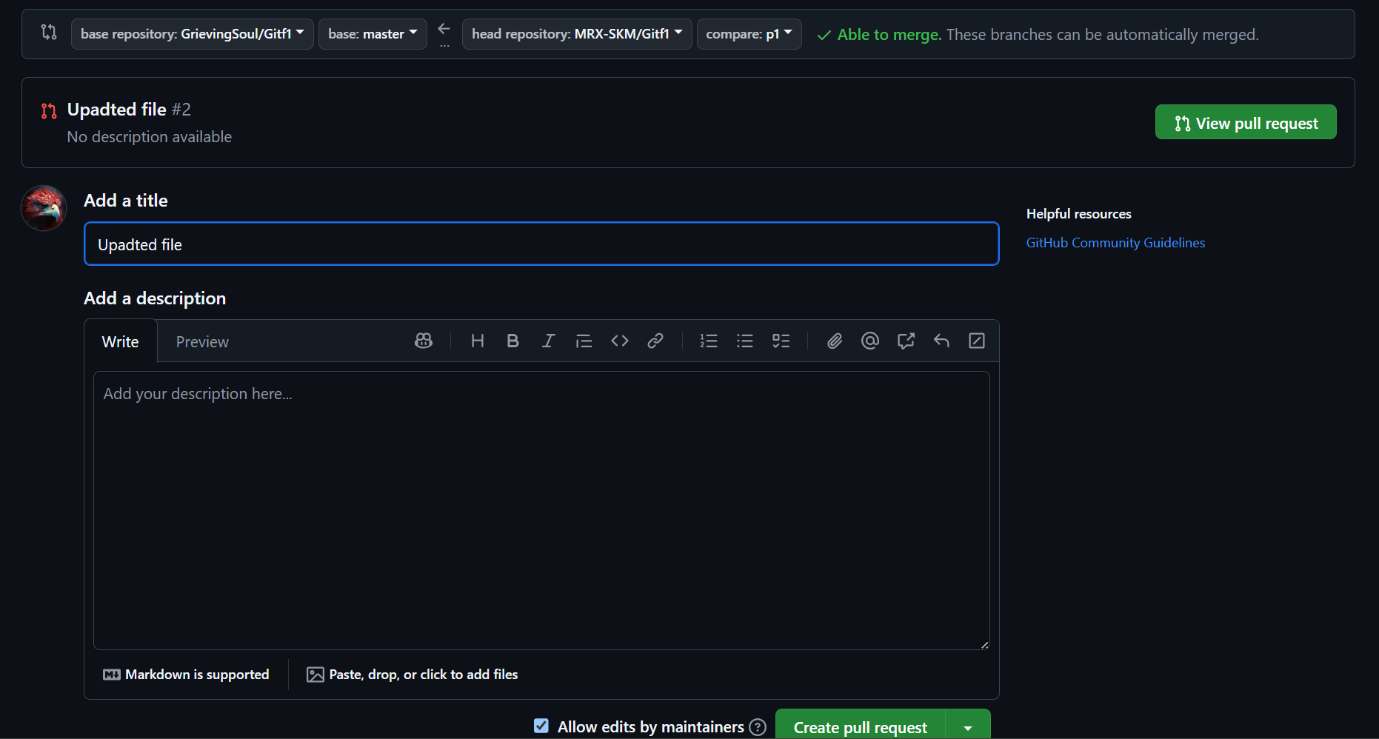 base repository: GrievingSoul/Gitf1 base: master ... head repository: MRX-SKM/Gitf1 compare: p1 Able to merge. These branches can be automatically merged.
Upadted file #2
No description available
View pull request
Add a title
Helpful resources
Upadted file
GitHub Community Guidelines
Add a description
Write Preview H B I
Add your description here...
Markdown is supported Paste, drop, or click to add files
Allow edits by maintainers Create pull request